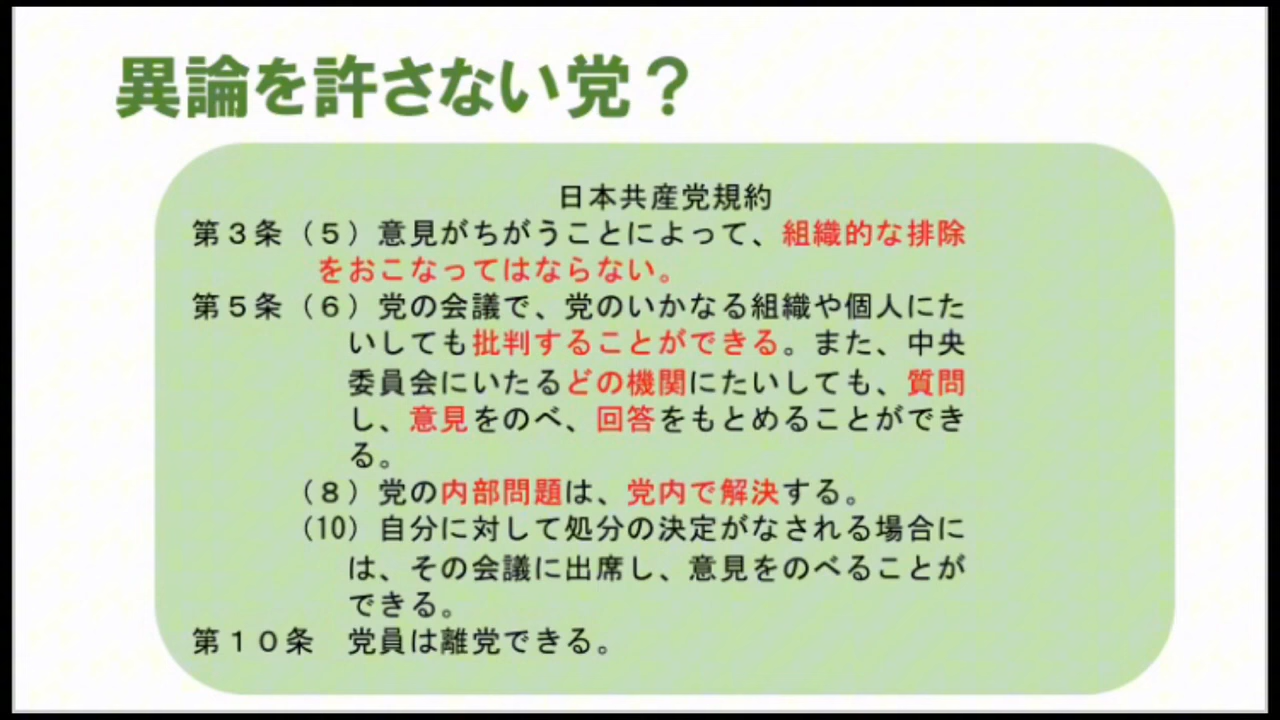 異論を許さない党？
日本共産党規約
第３条（５）意見がちがうことによって、組織的な排除
をおこなってはならない。
第５条（６）党の会議で、党のいかなる組織や個人にた
いしても批判することができる。また、中央
委員会にいたるどの機関にたいしても、質問
し、意見をのべ、回答をもとめることができ
る。
（８）党の内部問題は、党内で解決する。
（10）自分に対して処分の決定がなされる場合に
は、その会議に出席し、意見をのべることが
できる。
第１０条　党員は離党できる。